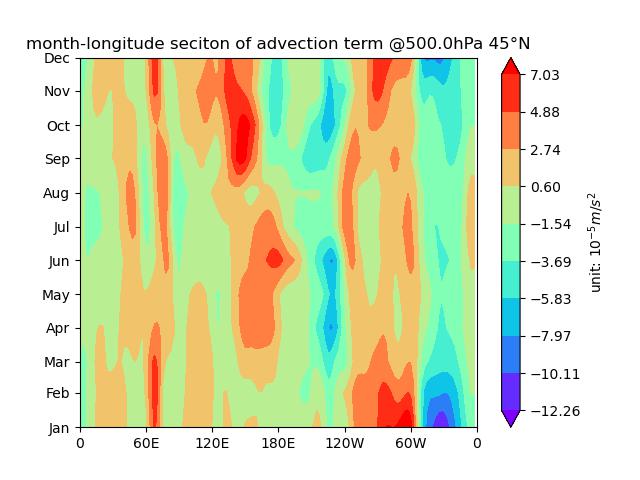 month-longitude seciton of advection term @500.0hPa 45°N
Dec
Nov
Oct
Sep
Aug
Jul
Jun
May
Apr
Mar
Feb
Jan
0 60E 120E 180E 120W 60W 0
7.03
4.88
2.74
0.60
−1.54
−3.69
−5.83
−7.97
−10.11
−12.26
unit: 10⁻⁵m/s²